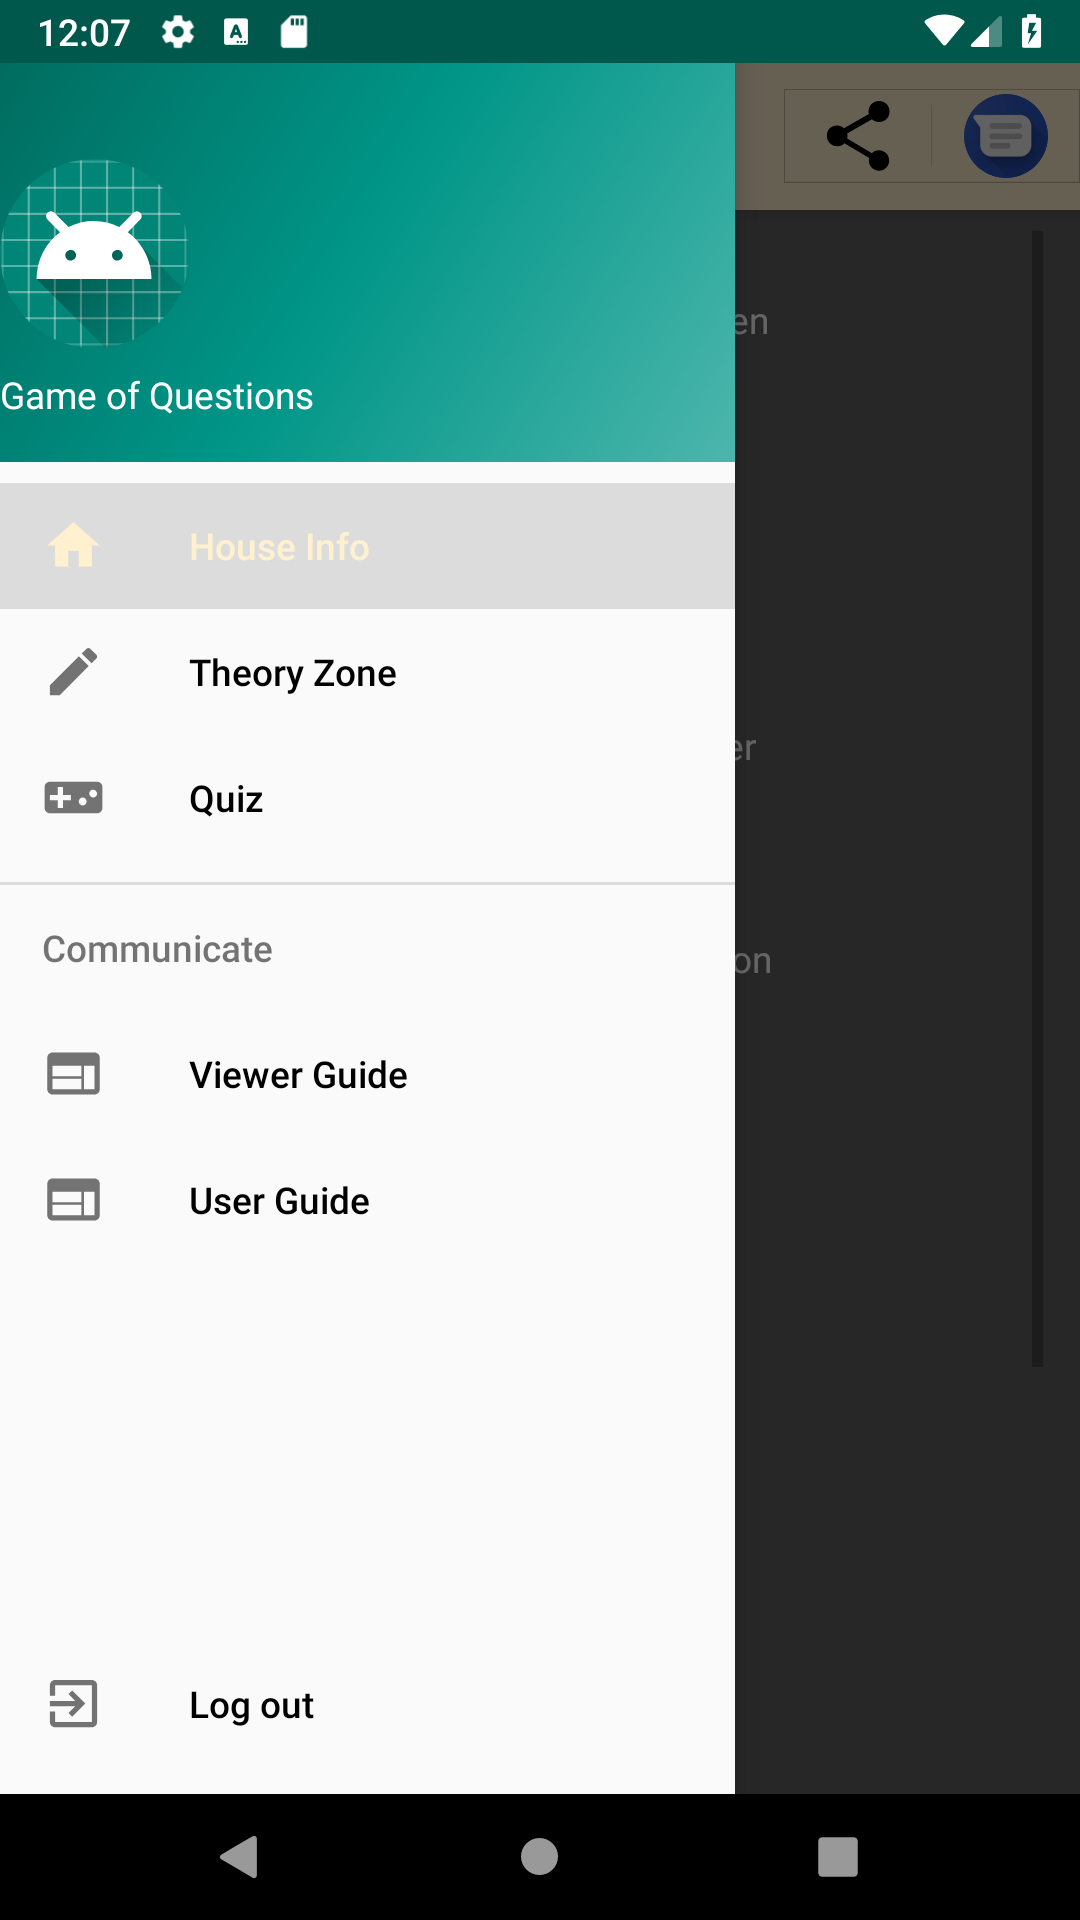 12:07
Game of Questions
House Info
en
Theory Zone
er
Quiz
Communicate
on
Viewer Guide
User Guide
Log out